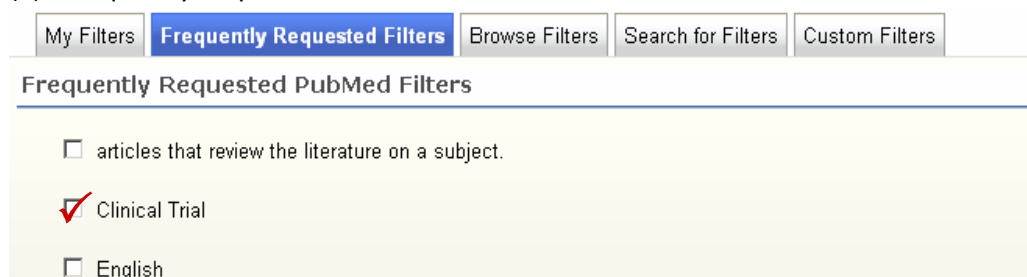 My Filters Frequently Requested Filters Browse Filters Search for Filters Custom Filters
Frequently Requested PubMed Filters
articles that review the literature on a subject.
Clinical Trial
English